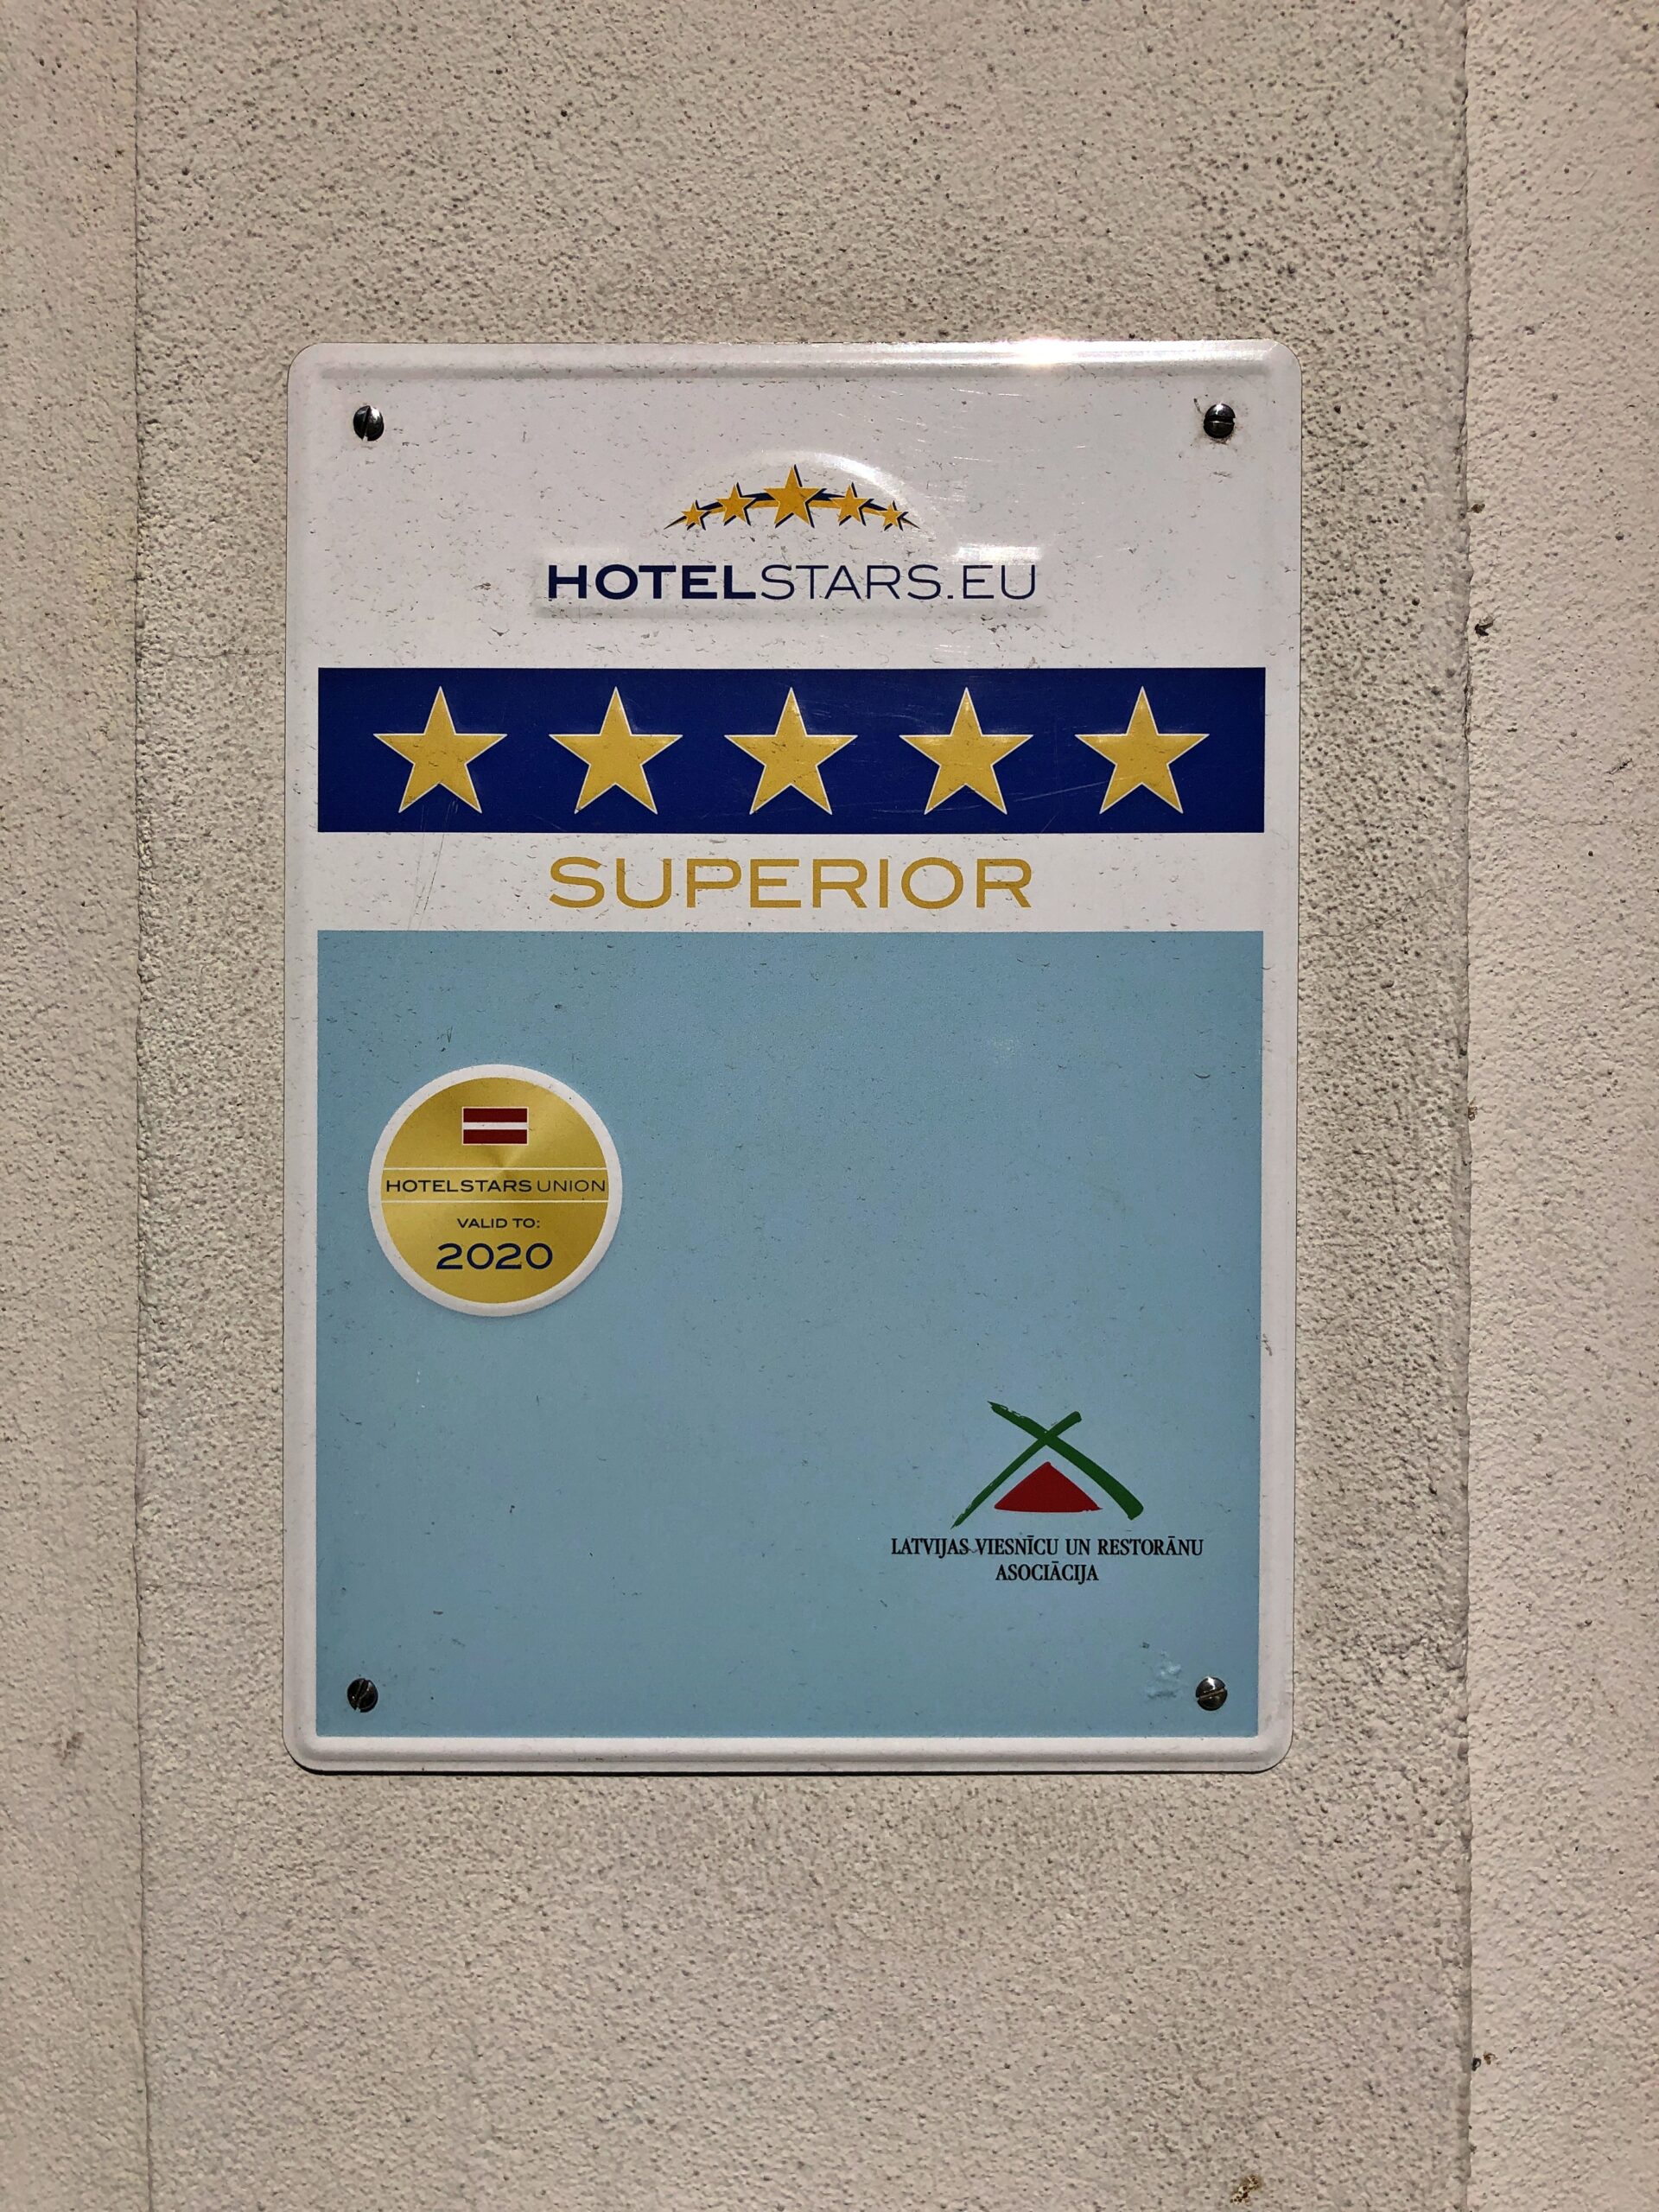 HOTELSTARS.EU
SUPERIOR
HOTELSTARS UNION
VALID TO:
2020
LATVIJAS VIESNĪCU UN RESTORĀNU
ASOCIĀCIJA